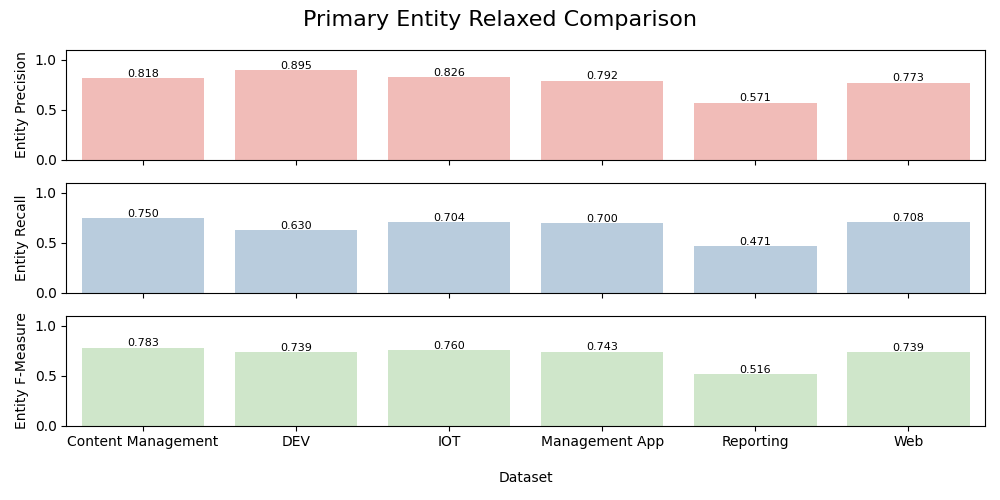 Primary Entity Relaxed Comparison
Entity Precision
1.0
0.5
0.0
0.818
0.895
0.826
0.792
0.571
0.773
Entity Recall
1.0
0.5
0.0
0.750
0.630
0.704
0.700
0.471
0.708
Entity F-Measure
1.0
0.5
0.0
0.783
0.739
0.760
0.743
0.516
0.739
Content Management
DEV
IOT
Management App
Reporting
Web
Dataset